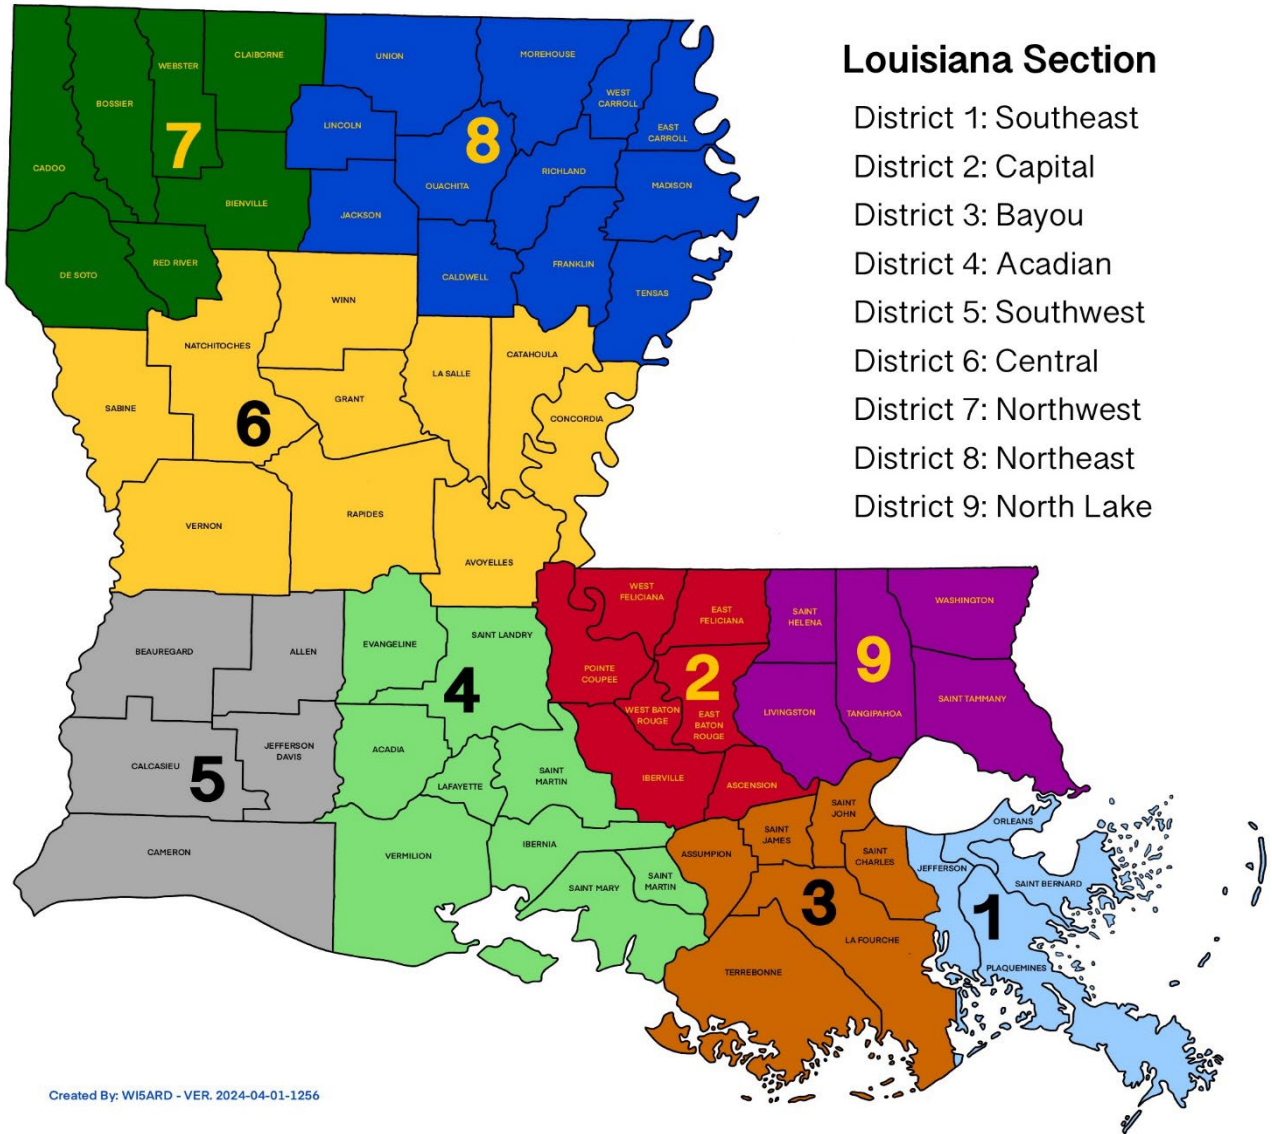 Louisiana Section
District 1: Southeast
District 2: Capital
District 3: Bayou
District 4: Acadian
District 5: Southwest
District 6: Central
District 7: Northwest
District 8: Northeast
District 9: North Lake
CADOO
BOSSIER
WEBSTER
CLAIBORNE
7
BIENVILLE
DE SOTO
RED RIVER
UNION
MOREHOUSE
WEST
CARROLL
EAST
CARROLL
LINCOLN
8
OUACHITA
RICHLAND
MADISON
JACKSON
CALDWELL
FRANKLIN
TENSAS
WINN
NATCHITOCHES
SABINE
6
GRANT
LA SALLE
CATAHOULA
CONCORDIA
VERNON
RAPIDES
AVOYELLES
BEAUREGARD
ALLEN
CALCASIEU
5
JEFFERSON
DAVIS
CAMERON
EVANGELINE
SAINT LANDRY
4
ACADIA
LAFAYETTE
SAINT
MARTIN
VERMILION
IBERNIA
SAINT MARY
SAINT
MARTIN
WEST
FELICIANA
EAST
FELICIANA
POINTE
COUPEE
2
WEST BATON
ROUGE
EAST
BATON
ROUGE
IBERVILLE
ASCENSION
SAINT
HELENA
WASHINGTON
9
LIVINGSTON
TANGIPAHOA
SAINT TAMMANY
ASSUMPION
SAINT
JAMES
SAINT
JOHN
SAINT
CHARLES
3
LA FOURCHE
TERREBONNE
ORLEANS
JEFFERSON
SAINT BERNARD
1
PLAQUEMINES
Created By: WI5ARD - VER. 2024-04-01-1256